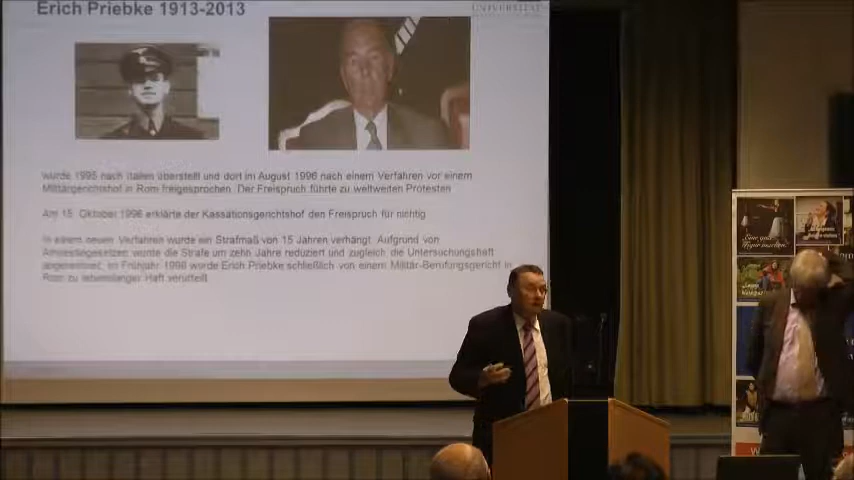 Erich Priebke 1913-2013
UNIVERSITÄT
wurde 1995 nach Italien überstellt und dort im August 1996 nach einem Verfahren vor einem
Militärgerichtshof in Rom freigesprochen. Der Freispruch führte zu weltweiten Protesten
Am 15. Oktober 1996 erklärte der Kassationsgerichtshof den Freispruch für nichtig
In einem neuen Verfahren wurde ein Strafmaß von 15 Jahren verhängt. Aufgrund von
Amnestiegesetzen wurde die Strafe um zehn Jahre reduziert und zugleich die Untersuchungshaft
angerechnet. Im Frühjahr 1998 wurde Erich Priebke schließlich von einem Militär-Berufungsgericht in
Rom zu lebenslanger Haft verurteilt